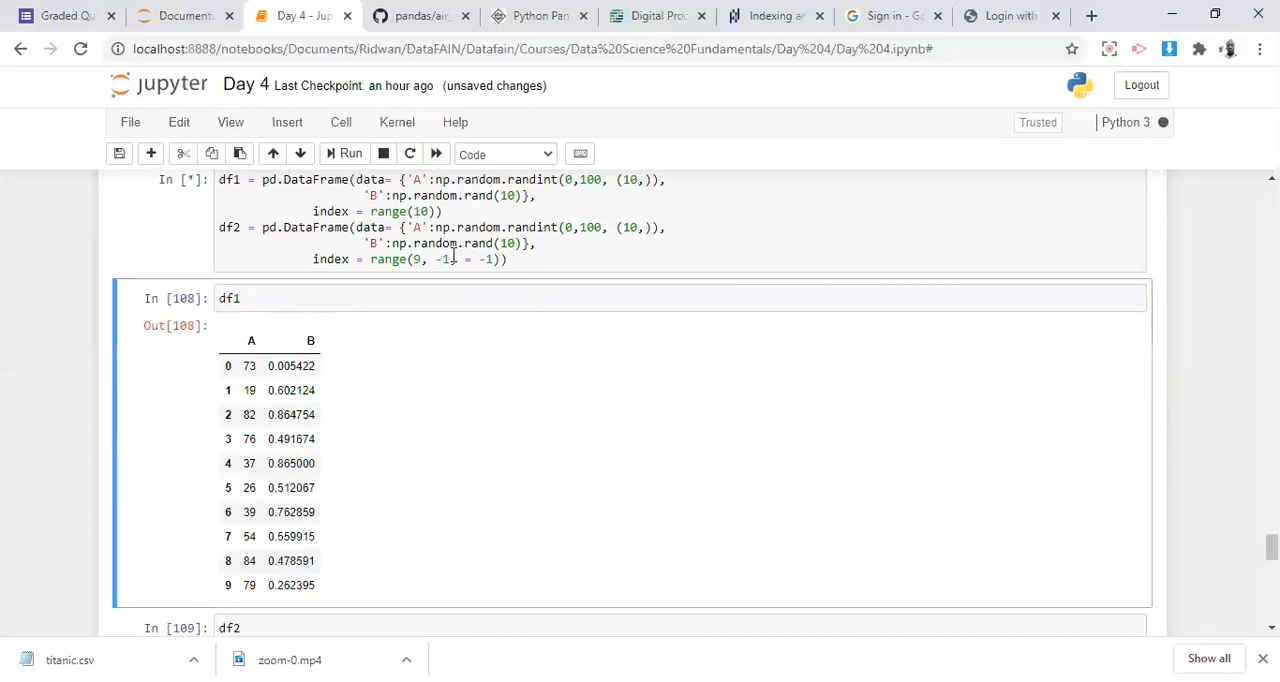 Graded Qu
Documents
Day 4 - Jup
pandas/air
Python Pan
Digital Pro
Indexing an
Sign in - Go
Login with
localhost:8888/notebooks/Documents/Ridwan/DataFAIN/Datafain/Courses/Data%20Science%20Fundamentals/Day%204/Day%204.ipynb#
jupyter Day 4 Last Checkpoint: an hour ago (unsaved changes)
Logout
File Edit View Insert Cell Kernel Help
Trusted
Python 3
Run
Code
In [*]: df1 = pd.DataFrame(data= {'A':np.random.randint(0,100, (10,)),
'B':np.random.rand(10)},
index = range(10))
df2 = pd.DataFrame(data= {'A':np.random.randint(0,100, (10,)),
'B':np.random.rand(10)},
index = range(9, -1, = -1))
In [108]: df1
Out[108]:
A B
0 73 0.005422
1 19 0.602124
2 82 0.864754
3 76 0.491674
4 37 0.865000
5 26 0.512067
6 39 0.762859
7 54 0.559915
8 84 0.478591
9 79 0.262395
In [109]: df2
titanic.csv
zoom-0.mp4
Show all